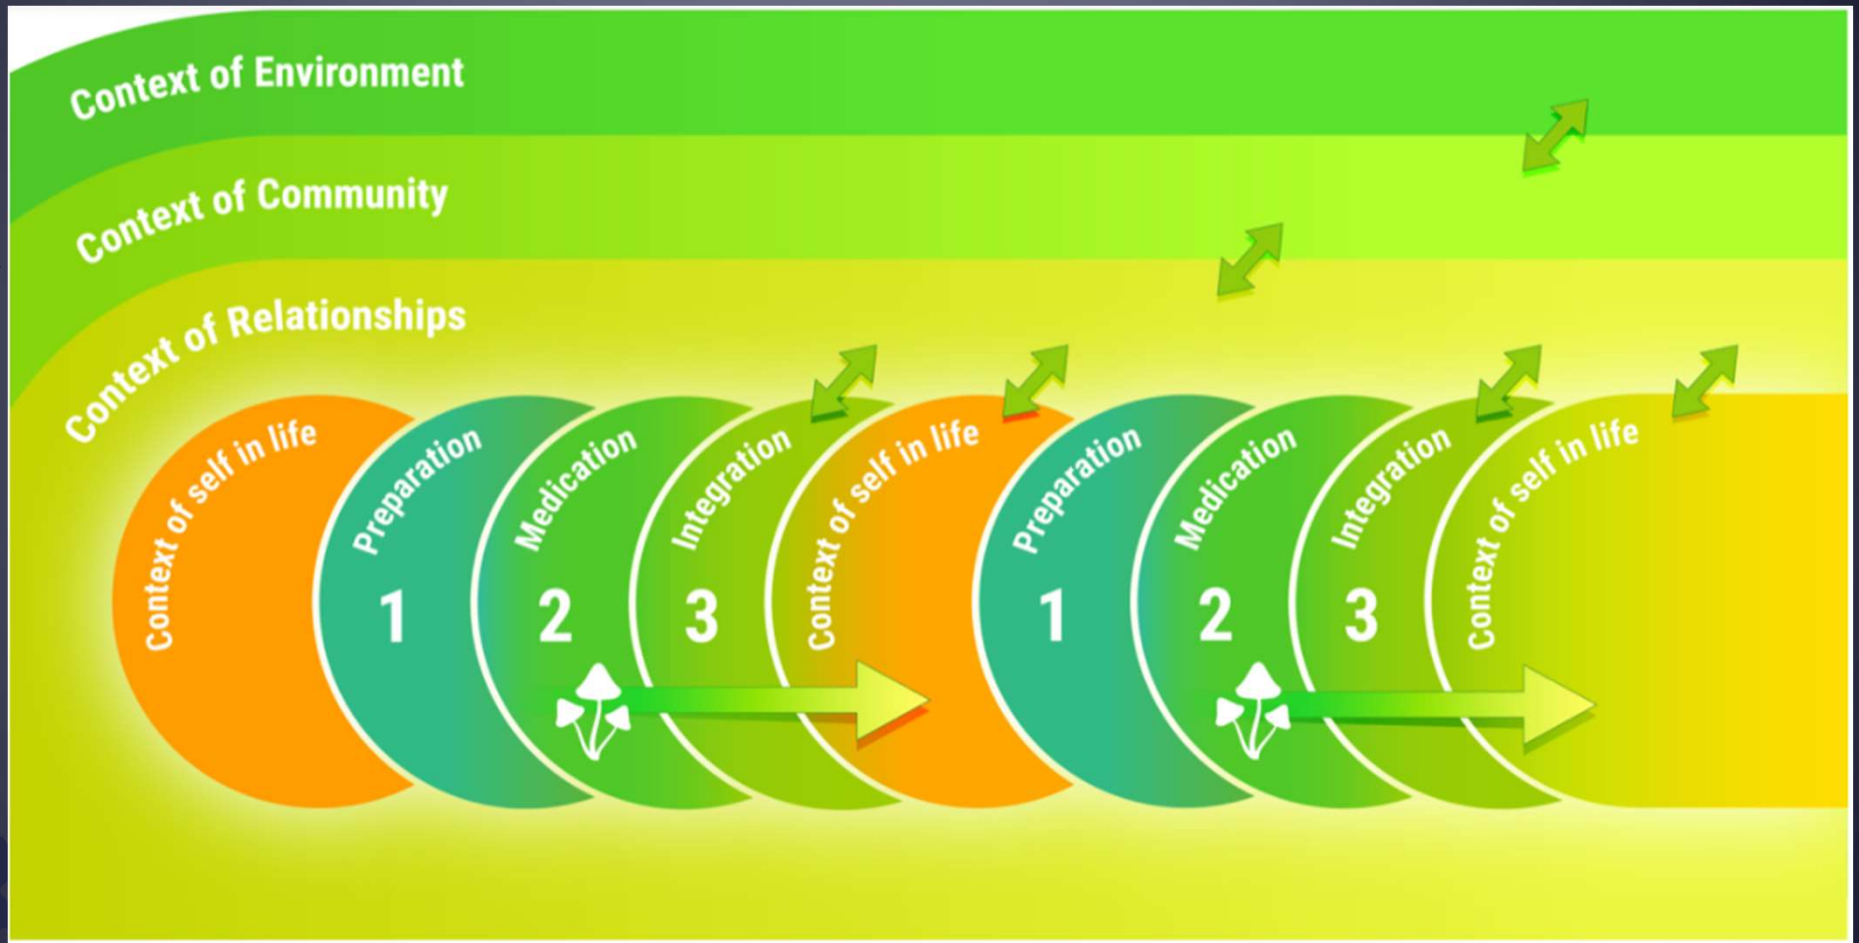 Context of Environment
Context of Community
Context of Relationships
Context of self in life
Preparation
1
Medication
2
Integration
3
Context of self in life
Preparation
1
Medication
2
Integration
3
Context of self in life